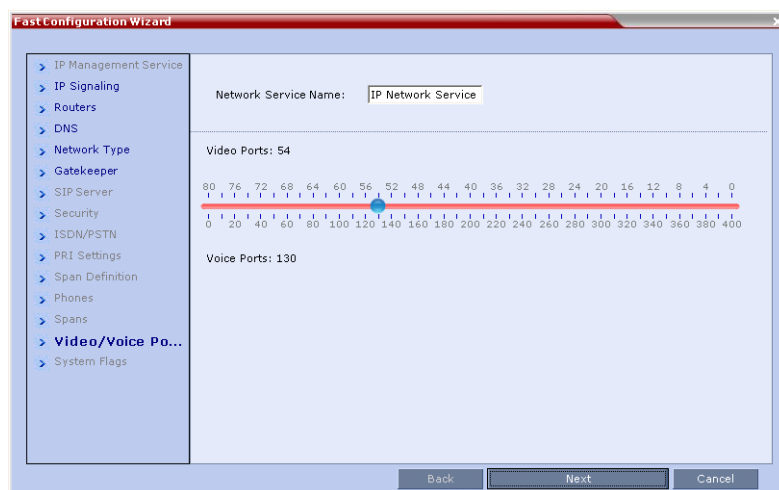 Fast Configuration Wizard
IP Management Service
IP Signaling
Routers
DNS
Network Type
Gatekeeper
SIP Server
Security
ISDN/PSTN
PRI Settings
Span Definition
Phones
Spans
Video/Voice Po...
System Flags
Network Service Name: IP Network Service
Video Ports: 54
80 76 72 68 64 60 56 52 48 44 40 36 32 28 24 20 16 12 8 4 0
0 20 40 60 80 100 120 140 160 180 200 220 240 260 280 300 320 340 360 380 400
Voice Ports: 130
Back Next Cancel